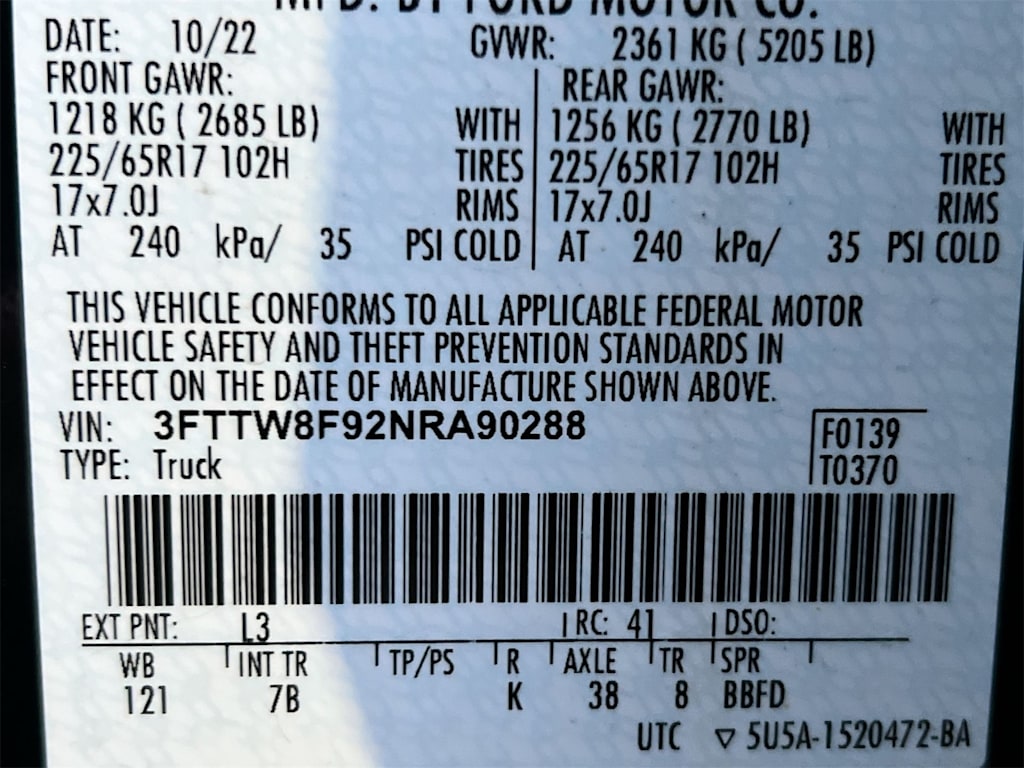 MFD. BY FORD MOTOR CO.
DATE: 10/22 GVWR: 2361 KG ( 5205 LB)
FRONT GAWR: REAR GAWR:
1218 KG ( 2685 LB) WITH 1256 KG ( 2770 LB) WITH
225/65R17 102H TIRES 225/65R17 102H TIRES
17x7.0J RIMS 17x7.0J RIMS
AT 240 kPa/ 35 PSI COLD AT 240 kPa/ 35 PSI COLD
THIS VEHICLE CONFORMS TO ALL APPLICABLE FEDERAL MOTOR
VEHICLE SAFETY AND THEFT PREVENTION STANDARDS IN
EFFECT ON THE DATE OF MANUFACTURE SHOWN ABOVE.
VIN: 3FTTW8F92NRA90288 F0139
TYPE: Truck T0370
EXT PNT: L3 RC: 41 DSO:
WB INT TR TP/PS R AXLE TR SPR
121 7B K 38 8 BBFD
UTC ▽ 5U5A-1520472-BA